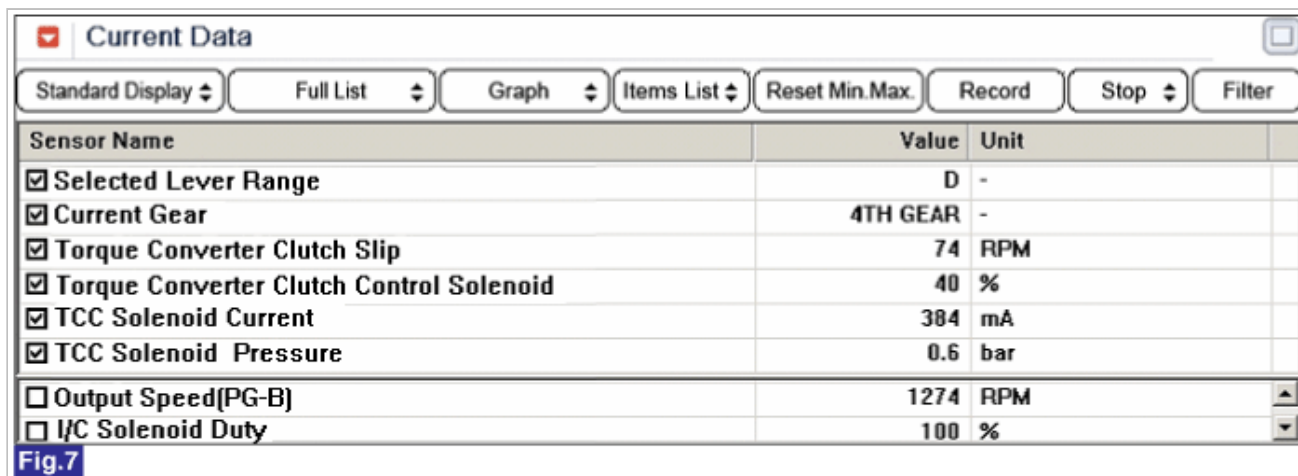 Current Data
Standard Display Full List Graph Items List Reset Min.Max. Record Stop Filter
Sensor Name Value Unit
Selected Lever Range D -
Current Gear 4TH GEAR -
Torque Converter Clutch Slip 74 RPM
Torque Converter Clutch Control Solenoid 40 %
TCC Solenoid Current 384 mA
TCC Solenoid Pressure 0.6 bar
Output Speed(PG-B) 1274 RPM
I/C Solenoid Duty 100 %
Fig.7